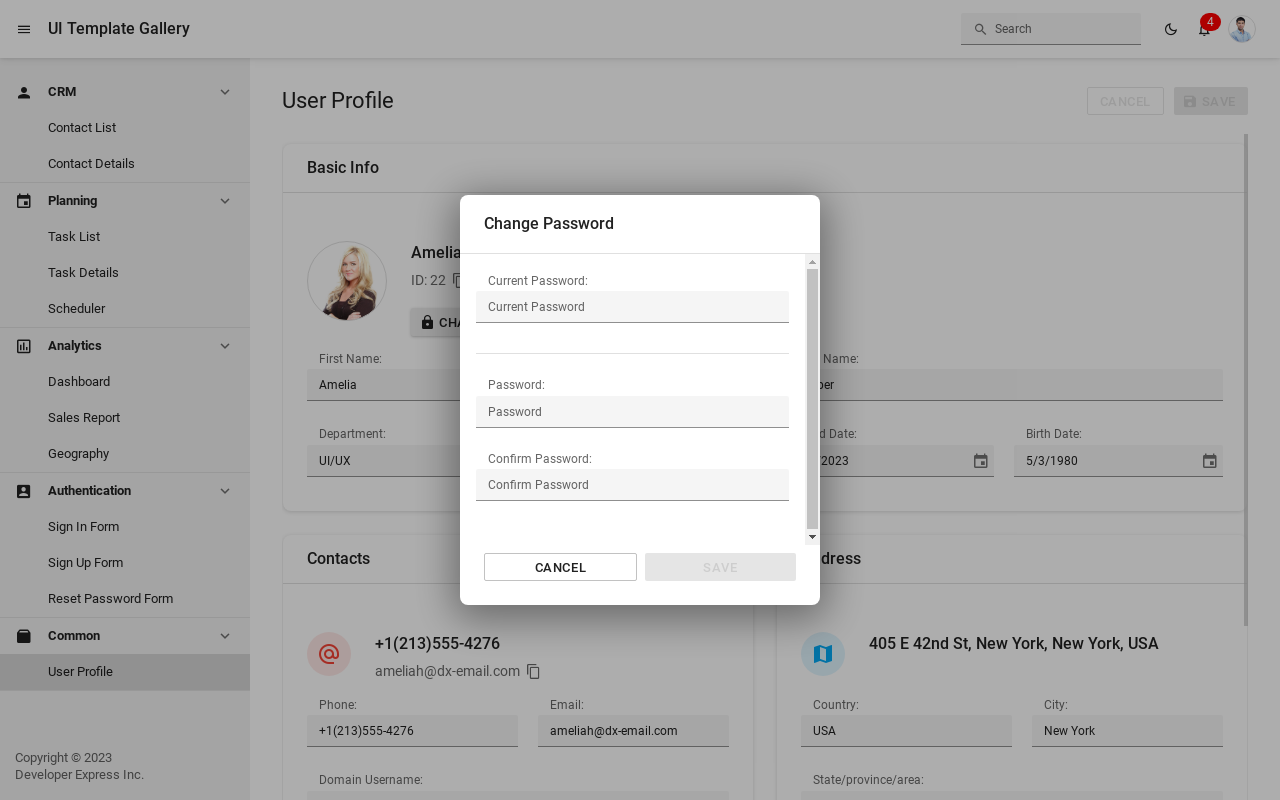 UI Template Gallery
Search
4
CRM
Contact List
Contact Details
Planning
Task List
Task Details
Scheduler
Analytics
Dashboard
Sales Report
Geography
Authentication
Sign In Form
Sign Up Form
Reset Password Form
Common
User Profile
Copyright © 2023
Developer Express Inc.
User Profile
CANCEL
SAVE
Basic Info
Amelia
ID: 22
CHA
First Name:
Amelia
Name:
per
Department:
UI/UX
d Date:
/2023
Birth Date:
5/3/1980
Change Password
Current Password:
Current Password
Password:
Password
Confirm Password:
Confirm Password
CANCEL
SAVE
Contacts
+1(213)555-4276
ameliah@dx-email.com
Phone:
+1(213)555-4276
Email:
ameliah@dx-email.com
Domain Username:
dress
405 E 42nd St, New York, New York, USA
Country:
USA
City:
New York
State/province/area: